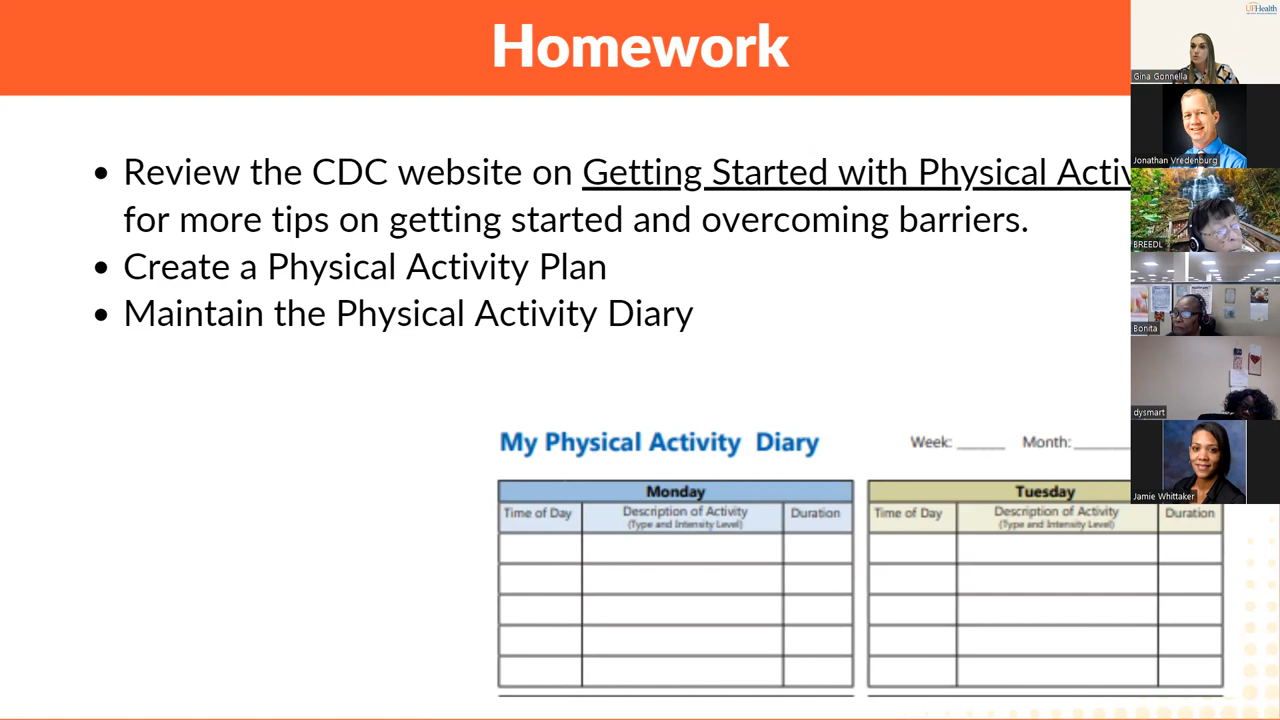 Homework
UFHealth
Gina Gonnella
Jonathan Vredenburg
BREEDL
Bonita
dysmart
Jamie Whittaker
• Review the CDC website on Getting Started with Physical Activ
for more tips on getting started and overcoming barriers.
• Create a Physical Activity Plan
• Maintain the Physical Activity Diary
My Physical Activity Diary Week: ______ Month: ______
Monday Tuesday
Time of Day Description of Activity Duration Time of Day Description of Activity Duration
(Type and Intensity Level) (Type and Intensity Level)